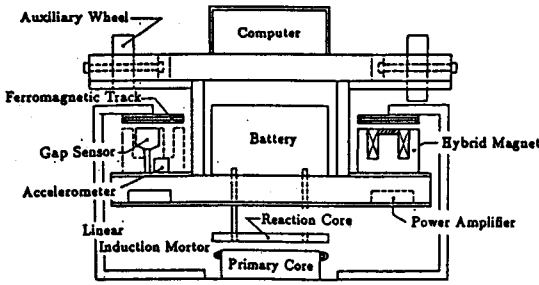 Auxiliary Wheel
Computer
Ferromagnetic Track
Battery
Gap Sensor
Hybrid Magnet
Accelerometer
Reaction Core
Power Amplifier
Linear
Induction Mortor
Primary Core